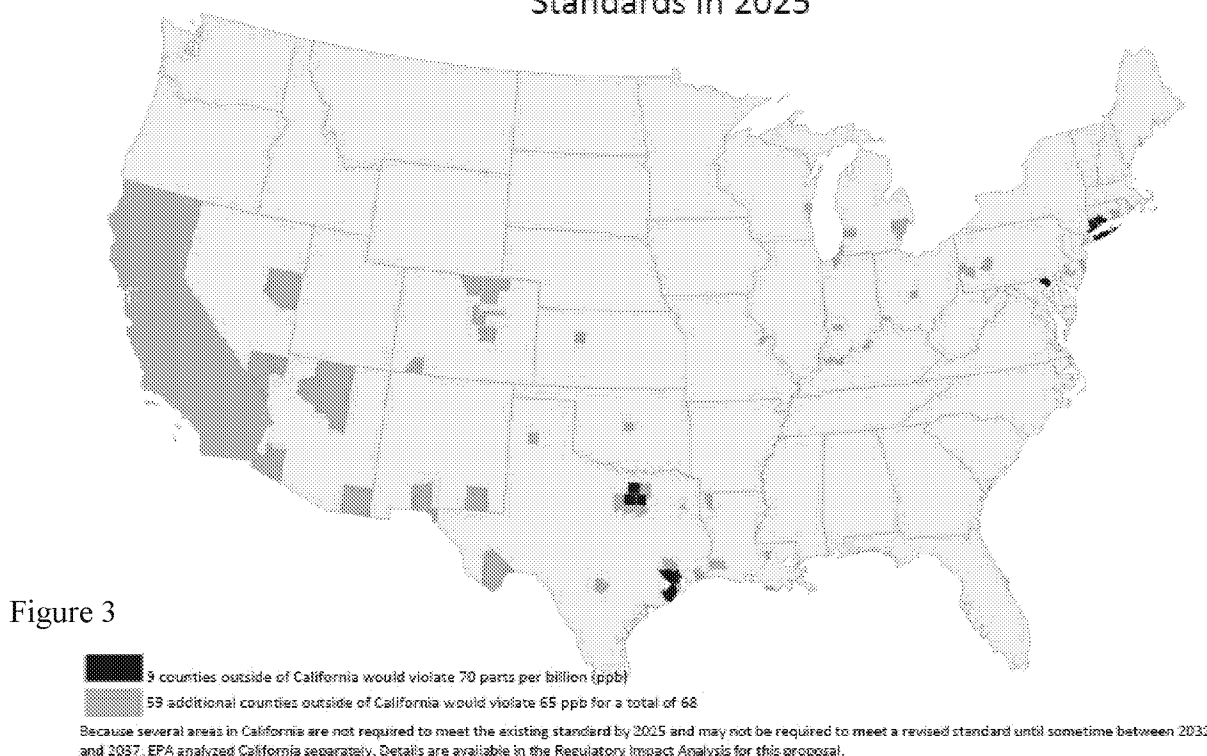 Standards in 2025
Figure 3
9 counties outside of California would violate 70 parts per billion (ppb)
59 additional counties outside of California would violate 65 ppb for a total of 68
Because several areas in California are not required to meet the existing standard by 2025 and may not be required to meet a revised standard until sometime between 2032
and 2037, EPA analyzed California separately. Details are available in the Regulatory Impact Analysis for this proposal.